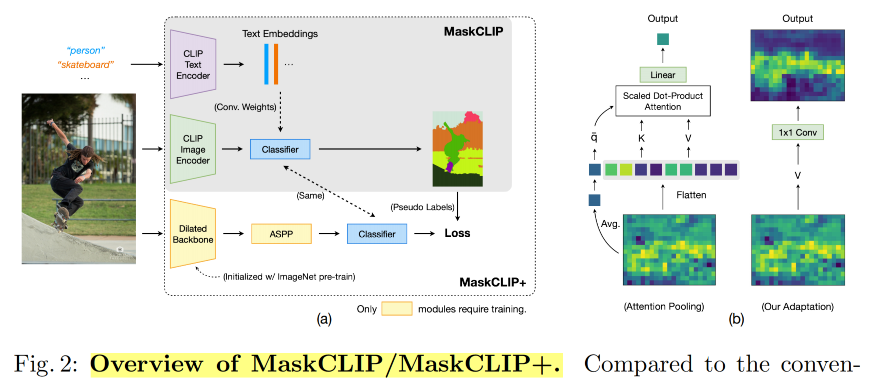 “person”
“skateboard”
...
CLIP
Text
Encoder
Text Embeddings
...
MaskCLIP
(Conv. Weights)
CLIP
Image
Encoder
Classifier
(Same)
(Pseudo Labels)
Dilated
Backbone
ASPP
Classifier
Loss
(Initialized w/ ImageNet pre-train)
MaskCLIP+
Only modules require training.
(a)
Output
Linear
Scaled Dot-Product
Attention
q̄
K
V
Flatten
Avg.
(Attention Pooling)
Output
1x1 Conv
V
(Our Adaptation)
(b)
Fig. 2: Overview of MaskCLIP/MaskCLIP+. Compared to the conven-